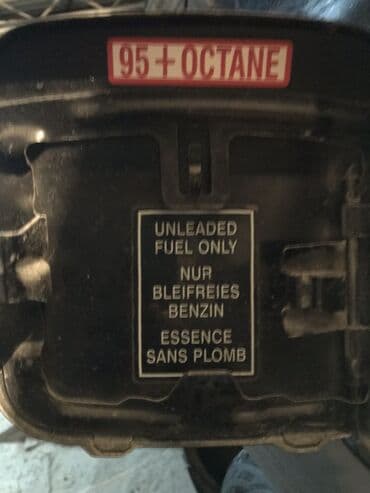 95+OCTANE
UNLEADED
FUEL ONLY
NUR
BLEIFREIES
BENZIN
ESSENCE
SANS PLOMB